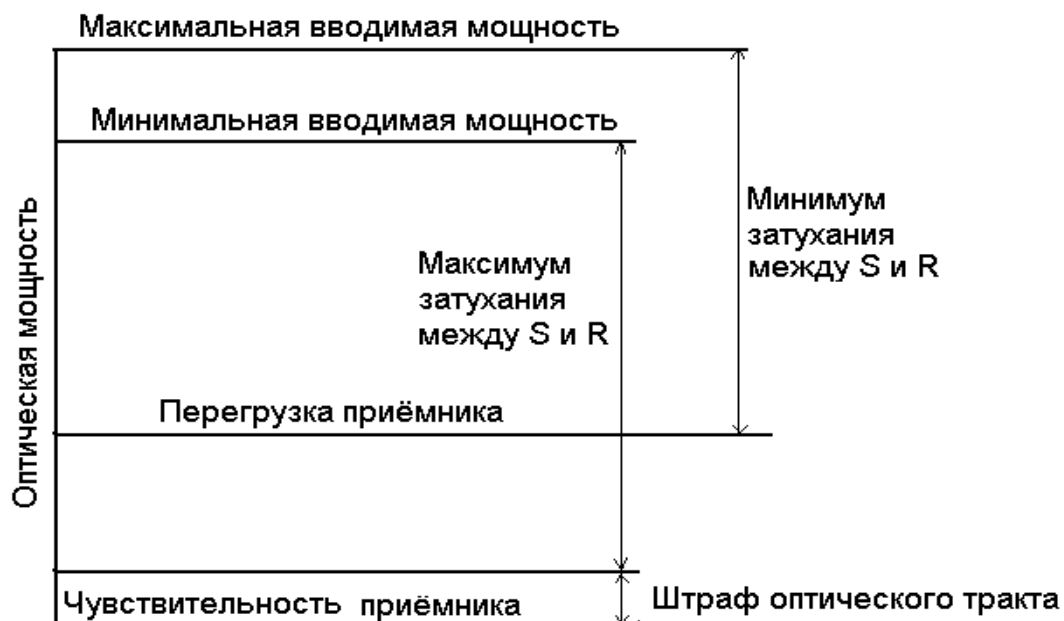 Максимальная вводимая мощность
Минимальная вводимая мощность
Оптическая мощность
Минимум
затухания
между S и R
Максимум
затухания
между S и R
Перегрузка приёмника
Чувствительность приёмника
Штраф оптического тракта